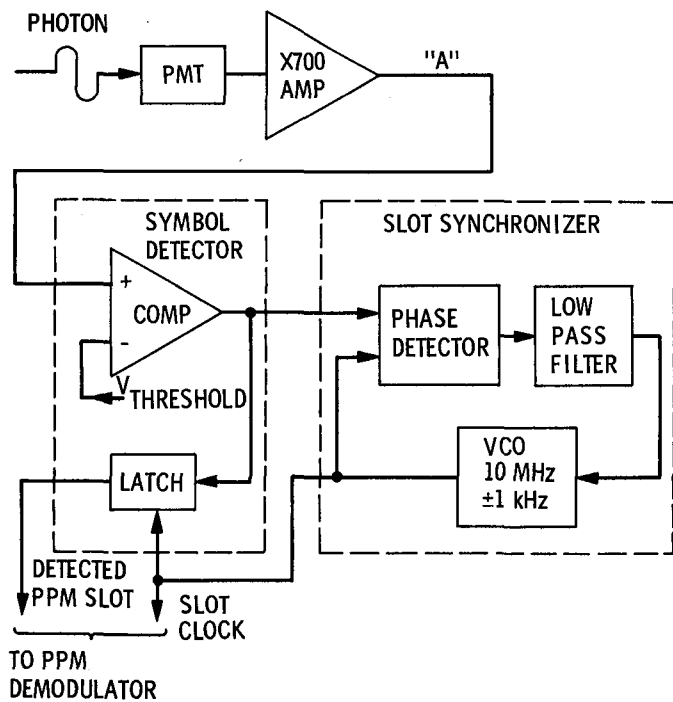 PHOTON
PMT
X700
AMP
"A"
SYMBOL
DETECTOR
+
COMP
-
V
THRESHOLD
LATCH
DETECTED
PPM SLOT
SLOT
CLOCK
TO PPM
DEMODULATOR
SLOT SYNCHRONIZER
PHASE
DETECTOR
LOW
PASS
FILTER
VCO
10 MHz
±1 kHz